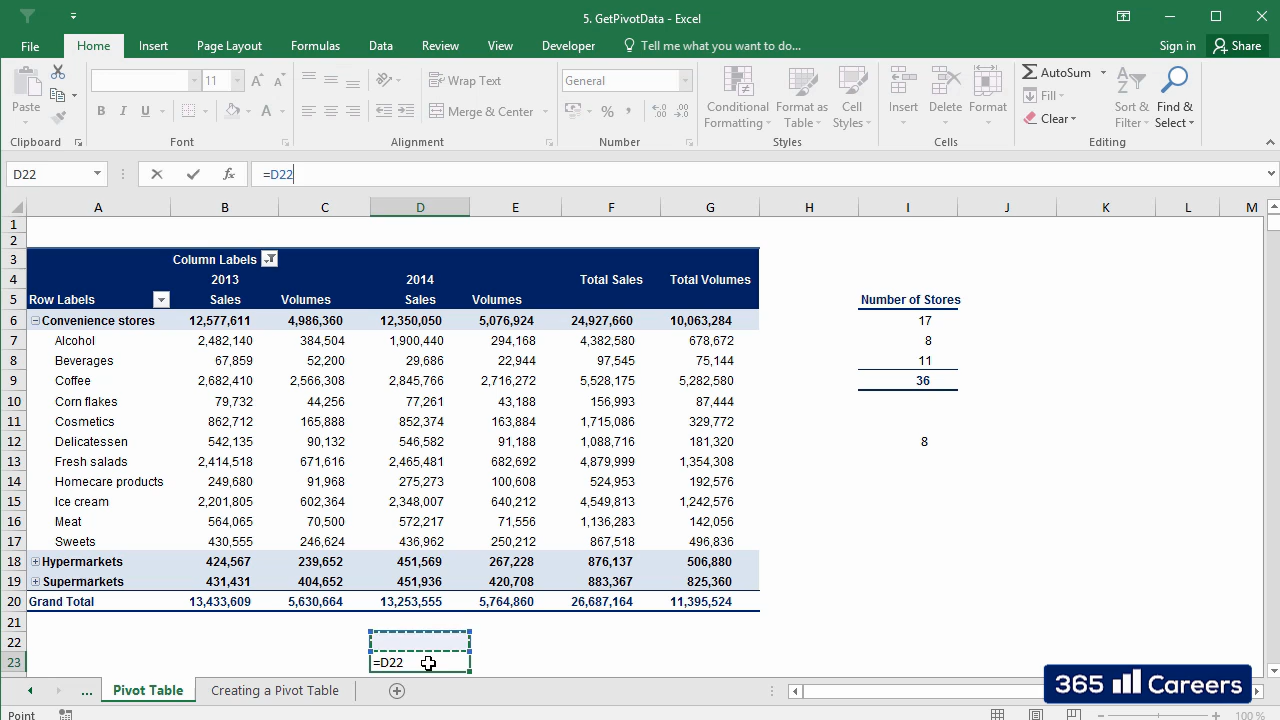 5. GetPivotData - Excel
File Home Insert Page Layout Formulas Data Review View Developer Tell me what you want to do... Sign in Share
Paste
Clipboard
11
B I U A
Font
Wrap Text
Merge & Center
Alignment
General
% ,
Number
Conditional Formatting
Format as Table
Cell Styles
Styles
Insert Delete Format
Cells
AutoSum
Fill
Clear
Sort & Filter
Find & Select
Editing
D22 fx =D22
A B C D E F G H I J K L M
1
2
3 Column Labels
4 2013 2014 Total Sales Total Volumes
5 Row Labels Sales Volumes Sales Volumes Number of Stores
6 Convenience stores 12,577,611 4,986,360 12,350,050 5,076,924 24,927,660 10,063,284 17
7 Alcohol 2,482,140 384,504 1,900,440 294,168 4,382,580 678,672 8
8 Beverages 67,859 52,200 29,686 22,944 97,545 75,144 11
9 Coffee 2,682,410 2,566,308 2,845,766 2,716,272 5,528,175 5,282,580 36
10 Corn flakes 79,732 44,256 77,261 43,188 156,993 87,444
11 Cosmetics 862,712 165,888 852,374 163,884 1,715,086 329,772
12 Delicatessen 542,135 90,132 546,582 91,188 1,088,716 181,320 8
13 Fresh salads 2,414,518 671,616 2,465,481 682,692 4,879,999 1,354,308
14 Homecare products 249,680 91,968 275,273 100,608 524,953 192,576
15 Ice cream 2,201,805 602,364 2,348,007 640,212 4,549,813 1,242,576
16 Meat 564,065 70,500 572,217 71,556 1,136,283 142,056
17 Sweets 430,555 246,624 436,962 250,212 867,518 496,836
18 Hypermarkets 424,567 239,652 451,569 267,228 876,137 506,880
19 Supermarkets 431,431 404,652 451,936 420,708 883,367 825,360
20 Grand Total 13,433,609 5,630,664 13,253,555 5,764,860 26,687,164 11,395,524
21
22
23 =D22
... Pivot Table Creating a Pivot Table
365 Careers
Point 100 %